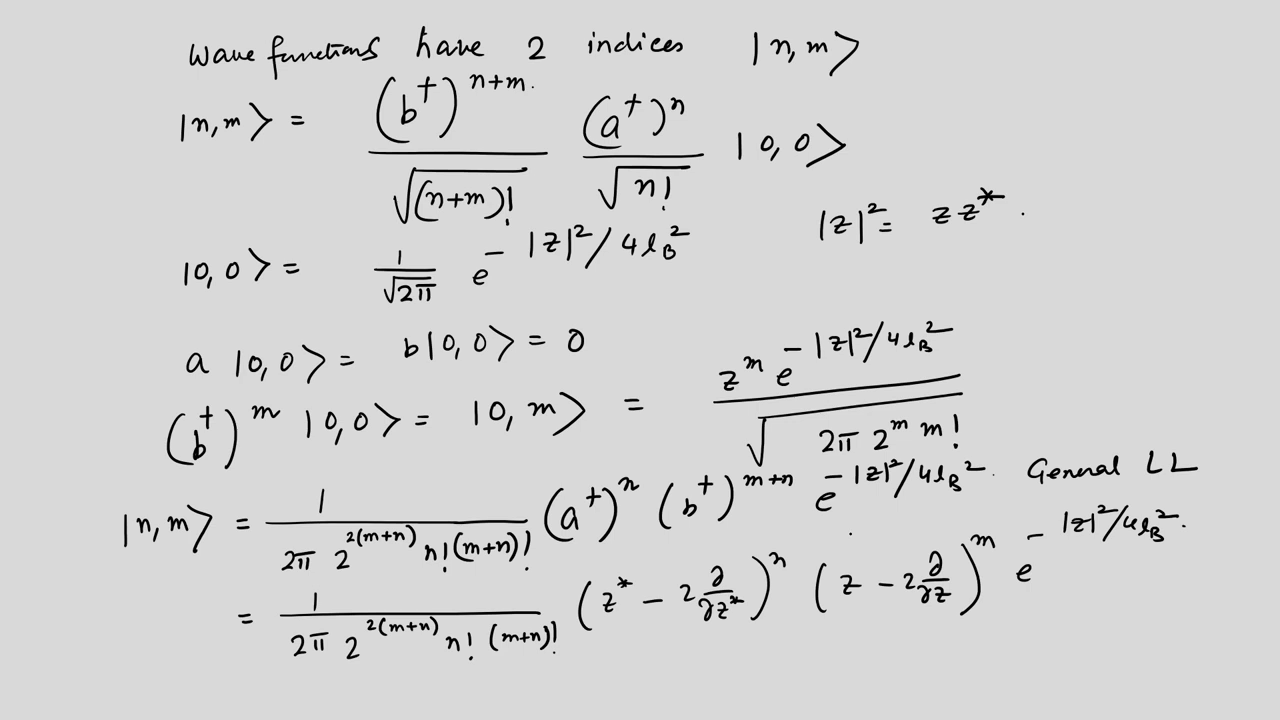 Wave functions have 2 indices |n, m⟩
|n, m⟩ = (b†)^{n+m} / √(n+m)! (a†)^n / √n! |0, 0⟩
|z|² = z z* .
|0, 0⟩ = 1/√2π e^{-|z|²/4l_B²}
a |0, 0⟩ = b|0, 0⟩ = 0
(b†)^m |0, 0⟩ = |0, m⟩ = z^m e^{-|z|²/4l_B²} / √(2π 2^m m!)
|n, m⟩ = 1 / (2π 2^{2(m+n)} n!(m+n)!) (a†)^n (b†)^{m+n} e^{-|z|²/4l_B²} . General LL
= 1 / (2π 2^{2(m+n)} n! (m+n)!) (z* - 2 ∂/∂z*)^n (z - 2 ∂/∂z)^m e^{-|z|²/4l_B²} .